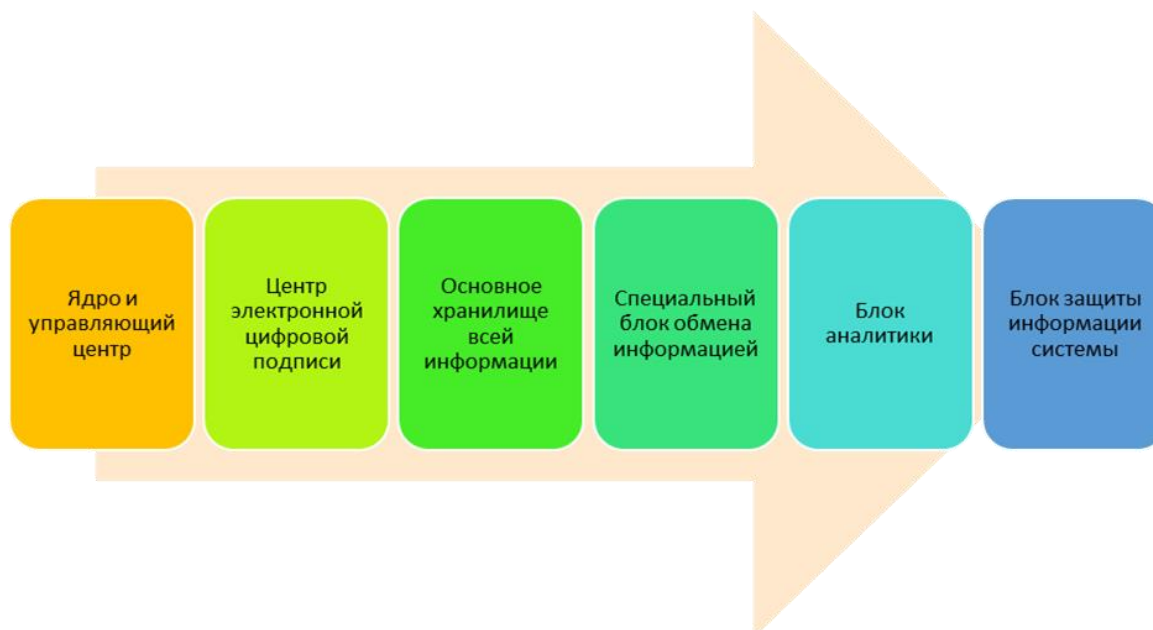 Ядро и
управляющий
центр
Центр
электронной
цифровой
подписи
Основное
хранилище
всей
информации
Специальный
блок обмена
информацией
Блок
аналитики
Блок защиты
информации
системы